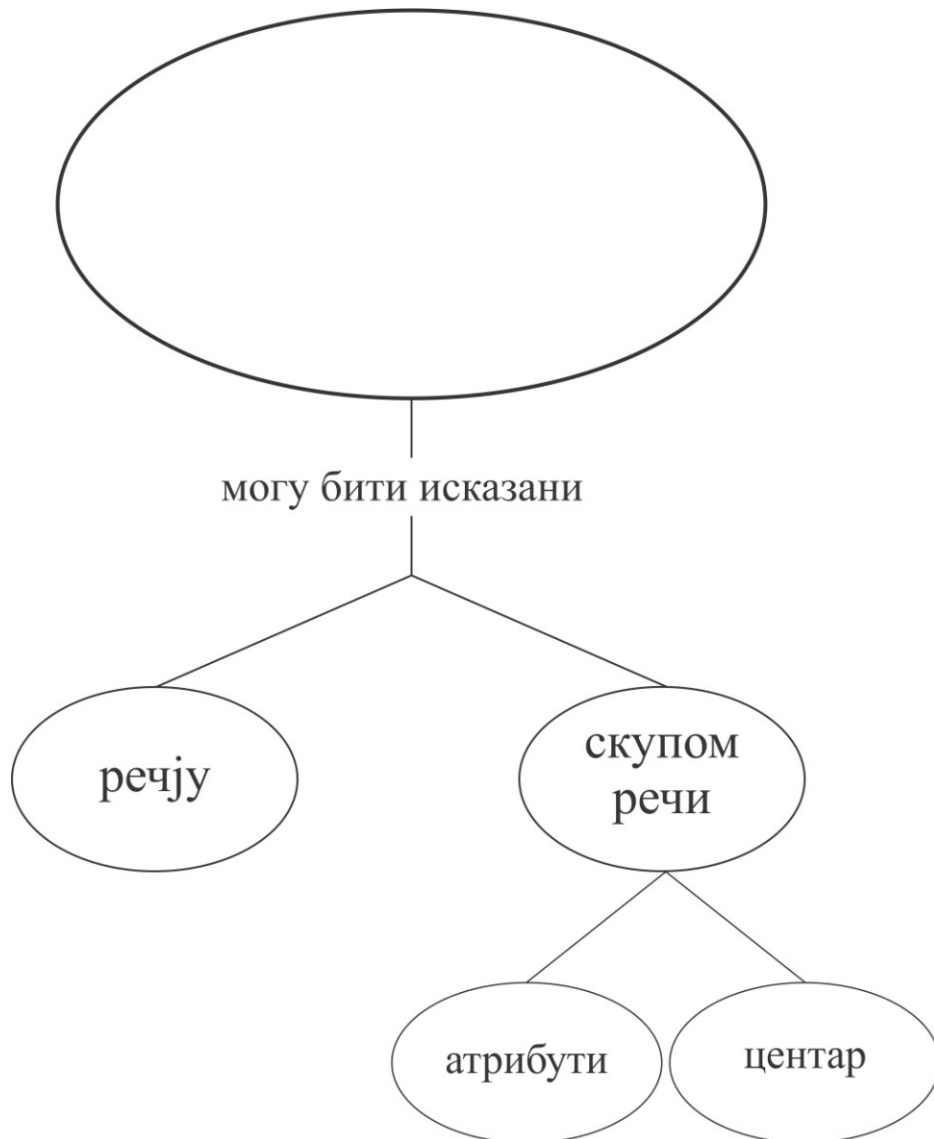 могу бити исказани
речју
скупом
речи
атрибути
центар